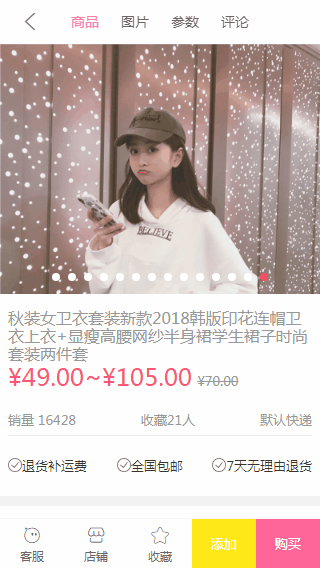 商品 图片 参数 评论
BELIEVE
秋装女卫衣套装新款2018韩版印花连帽卫
衣上衣+显瘦高腰网纱半身裙学生裙子时尚
套装两件套
¥49.00~¥105.00 ¥70.00
销量 16428 收藏21人 默认快递
退货补运费 全国包邮 7天无理由退货
客服 店铺 收藏 添加 购买